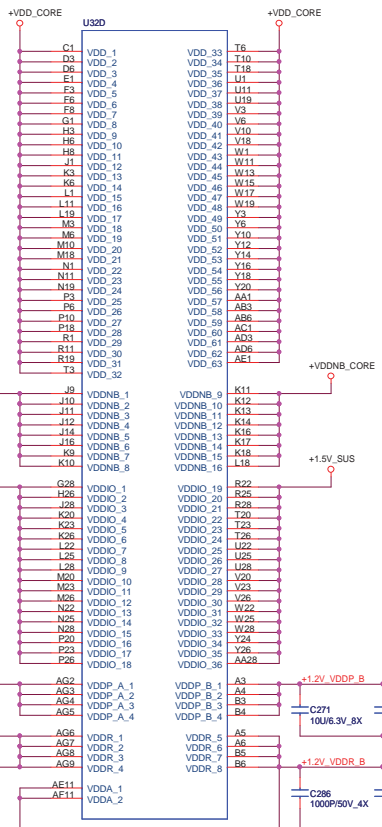 +VDD_CORE +VDD_CORE
U32D
C1 VDD_1 VDD_33 T6
D3 VDD_2 VDD_34 T10
D6 VDD_3 VDD_35 T18
E1 VDD_4 VDD_36 U1
F3 VDD_5 VDD_37 U11
F6 VDD_6 VDD_38 U19
F8 VDD_7 VDD_39 V3
G1 VDD_8 VDD_40 V6
H3 VDD_9 VDD_41 V10
H6 VDD_10 VDD_42 V18
H8 VDD_11 VDD_43 W1
J1 VDD_12 VDD_44 W11
K3 VDD_13 VDD_45 W13
K6 VDD_14 VDD_46 W15
L1 VDD_15 VDD_47 W17
L11 VDD_16 VDD_48 W19
L19 VDD_17 VDD_49 Y3
M3 VDD_18 VDD_50 Y6
M6 VDD_19 VDD_51 Y10
M10 VDD_20 VDD_52 Y12
M18 VDD_21 VDD_53 Y14
N1 VDD_22 VDD_54 Y16
N11 VDD_23 VDD_55 Y18
N19 VDD_24 VDD_56 Y20
P3 VDD_25 VDD_57 AA1
P6 VDD_26 VDD_58 AB3
P10 VDD_27 VDD_59 AB6
P18 VDD_28 VDD_60 AC1
R1 VDD_29 VDD_61 AD3
R11 VDD_30 VDD_62 AD6
R19 VDD_31 VDD_63 AE1
T3 VDD_32
+VDDNB_CORE
J9 VDDNB_1 VDDNB_9 K11
J10 VDDNB_2 VDDNB_10 K12
J11 VDDNB_3 VDDNB_11 K13
J12 VDDNB_4 VDDNB_12 K14
J14 VDDNB_5 VDDNB_13 K16
J16 VDDNB_6 VDDNB_14 K17
K9 VDDNB_7 VDDNB_15 K18
K10 VDDNB_8 VDDNB_16 L18
+1.5V_SUS
G28 VDDIO_1 VDDIO_19 R22
H26 VDDIO_2 VDDIO_20 R25
J28 VDDIO_3 VDDIO_21 R28
K20 VDDIO_4 VDDIO_22 T20
K23 VDDIO_5 VDDIO_23 T23
K26 VDDIO_6 VDDIO_24 T26
L22 VDDIO_7 VDDIO_25 U22
L25 VDDIO_8 VDDIO_26 U25
L28 VDDIO_9 VDDIO_27 U28
M20 VDDIO_10 VDDIO_28 V20
M23 VDDIO_11 VDDIO_29 V23
M26 VDDIO_12 VDDIO_30 V26
N22 VDDIO_13 VDDIO_31 W22
N25 VDDIO_14 VDDIO_32 W25
N28 VDDIO_15 VDDIO_33 W28
P20 VDDIO_16 VDDIO_34 Y24
P23 VDDIO_17 VDDIO_35 Y26
P26 VDDIO_18 VDDIO_36 AA28
AG2 VDDP_A_1 VDDP_B_1 A3 +1.2V_VDDP_B
AG3 VDDP_A_2 VDDP_B_2 A4
AG4 VDDP_A_3 VDDP_B_3 B3
AG5 VDDP_A_4 VDDP_B_4 B4
C271
10U/6.3V_8X
AG6 VDDR_1 VDDR_5 A5
AG7 VDDR_2 VDDR_6 A6
AG8 VDDR_3 VDDR_7 B5
AG9 VDDR_4 VDDR_8 B6
+1.2V_VDDR_B
AE11 VDDA_1
AF11 VDDA_2
C286
1000P/50V_4X